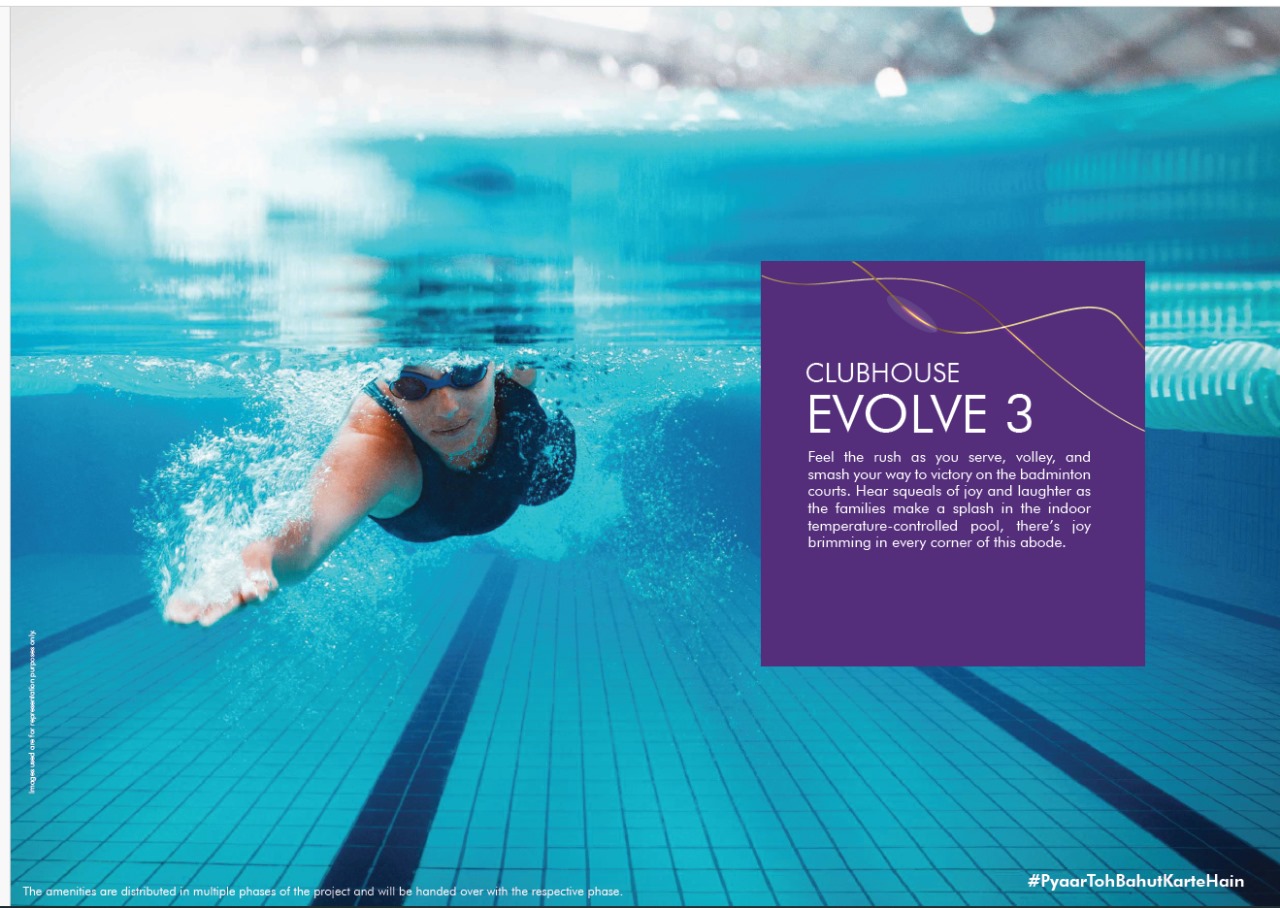 CLUBHOUSE
EVOLVE 3
Feel the rush as you serve, volley, and
smash your way to victory on the badminton
courts. Hear squeals of joy and laughter as
the families make a splash in the indoor
temperature-controlled pool, there's joy
brimming in every corner of this abode.
Images used are for representation purposes only.
The amenities are distributed in multiple phases of the project and will be handed over with the respective phase.
#PyaarTohBahutKarteHain